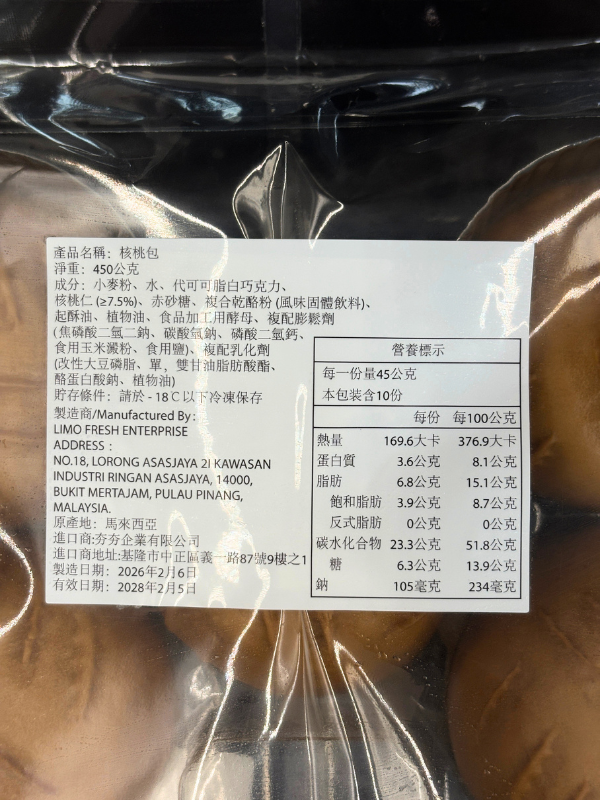 產品名稱：核桃包
淨重：450公克
成分：小麥粉、水、代可可脂白巧克力、
核桃仁 (≥7.5%)、赤砂糖、複合乾酪粉 (風味固體飲料)、
起酥油、植物油、食品加工用酵母、複配膨鬆劑
(焦磷酸二氫二鈉、碳酸氫鈉、磷酸二氫鈣、
食用玉米澱粉、食用鹽)、複配乳化劑
(改性大豆磷脂、單，雙甘油脂肪酸酯、
酪蛋白酸鈉、植物油)
貯存條件：請於 - 18℃以下冷凍保存
製造商/Manufactured By：
LIMO FRESH ENTERPRISE
ADDRESS：
NO.18, LORONG ASASJAYA 2I KAWASAN
INDUSTRI RINGAN ASASJAYA, 14000,
BUKIT MERTAJAM, PULAU PINANG,
MALAYSIA.
原產地：馬來西亞
進口商:夯夯企業有限公司
進口商地址:基隆市中正區義一路87號9樓之1
製造日期：2026年2月6日
有效日期：2028年2月5日
營養標示
每一份量45公克
本包裝含10份
每份 每100公克
熱量 169.6大卡 376.9大卡
蛋白質 3.6公克 8.1公克
脂肪 6.8公克 15.1公克
飽和脂肪 3.9公克 8.7公克
反式脂肪 0公克 0公克
碳水化合物 23.3公克 51.8公克
糖 6.3公克 13.9公克
鈉 105毫克 234毫克